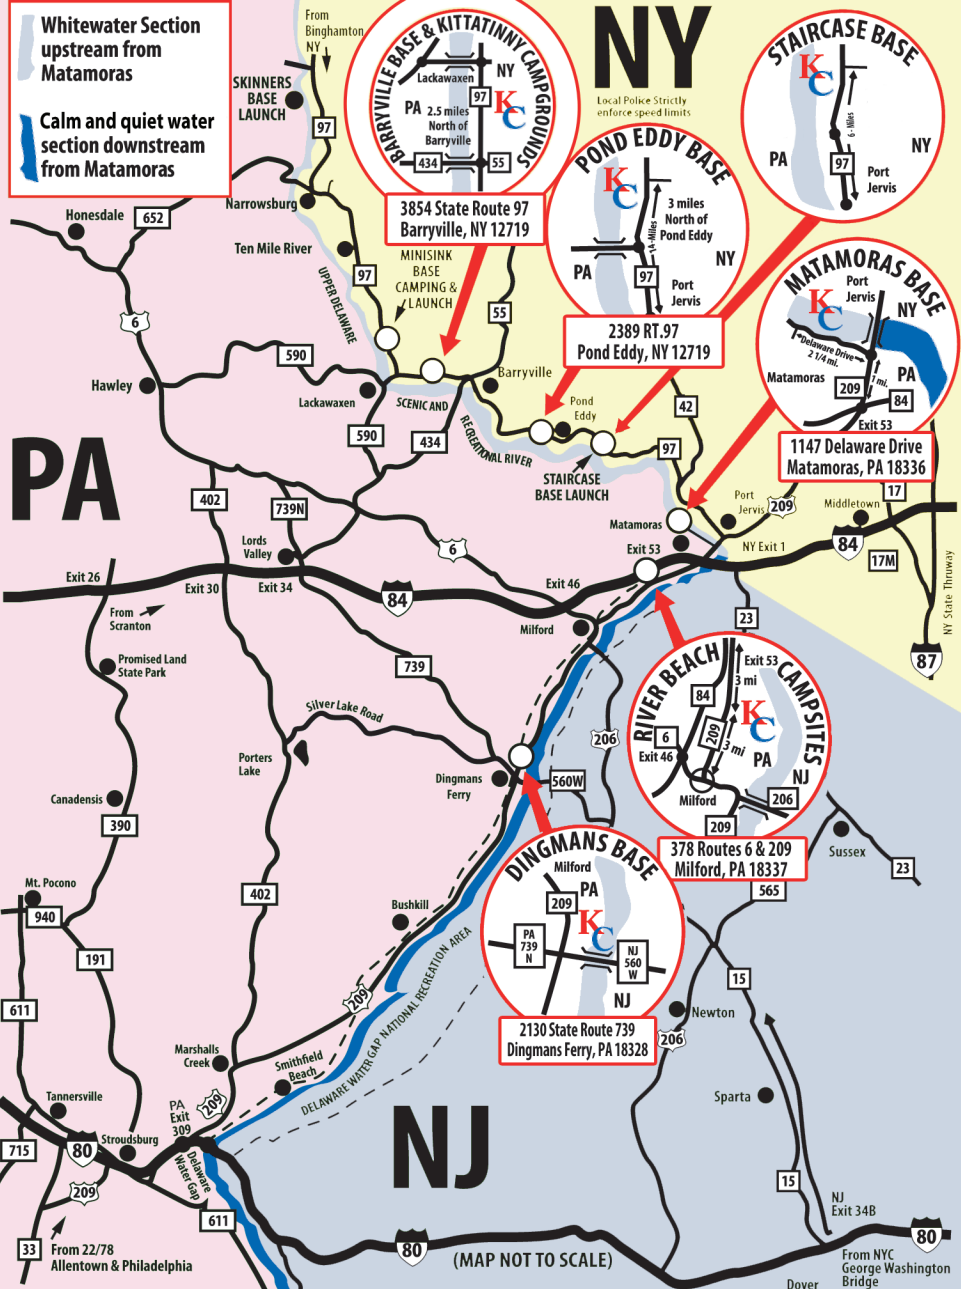 Whitewater Section
upstream from
Matamoras
Calm and quiet water
section downstream
from Matamoras
From
Binghamton
NY
SKINNERS
BASE
LAUNCH
97
BARRYVILLE BASE & KITTATINNY CAMPGROUNDS
Lackawaxen
NY
PA
97
KC
2.5 miles
North of
Barryville
434
55
3854 State Route 97
Barryville, NY 12719
NY
Local Police Strictly
enforce speed limits
STAIRCASE BASE
KC
6 - Miles
PA
NY
97
Port
Jervis
POND EDDY BASE
KC
3 miles
North of
Pond Eddy
PA
NY
97
Port
Jervis
2389 RT.97
Pond Eddy, NY 12719
MATAMORAS BASE
Port
Jervis
KC
NY
Delaware Drive
2 1/4 mi.
1 mi.
Matamoras
PA
209
84
Exit 53
1147 Delaware Drive
Matamoras, PA 18336
Honesdale
652
Narrowsburg
Ten Mile River
97
MINISINK
BASE
CAMPING &
LAUNCH
UPPER DELAWARE
SCENIC AND
RECREATIONAL RIVER
55
6
590
Hawley
Lackawaxen
Barryville
590
434
Pond
Eddy
42
97
STAIRCASE
BASE LAUNCH
PA
402
739N
Lords
Valley
6
Matamoras
Port
Jervis
209
17
Middletown
84
17M
NY Exit 1
NY State Thruway
87
Exit 53
Exit 46
Exit 26
Exit 30
Exit 34
84
From
Scranton
Milford
23
Promised Land
State Park
739
Silver Lake Road
Porters
Lake
206
RIVER BEACH CAMPSITES
Exit 53
3 mi
84
KC
209
6
3 mi
Exit 46
PA
NJ
Milford
206
209
378 Routes 6 & 209
Milford, PA 18337
Dingmans
Ferry
560W
Canadensis
390
Sussex
23
565
DINGMANS BASE
Milford
PA
209
KC
PA
739
N
NJ
560
W
NJ
2130 State Route 739
Dingmans Ferry, PA 18328
Mt. Pocono
940
402
Bushkill
191
15
Newton
206
611
209
DELAWARE WATER GAP NATIONAL RECREATION AREA
Marshalls
Creek
Smithfield
Beach
Tannersville
209
PA
Exit
309
Sparta
NJ
715
80
Stroudsburg
Delaware
Water Gap
209
611
15
NJ
Exit 34B
80
33
From 22/78
Allentown & Philadelphia
80
(MAP NOT TO SCALE)
From NYC
George Washington
Bridge
Dover